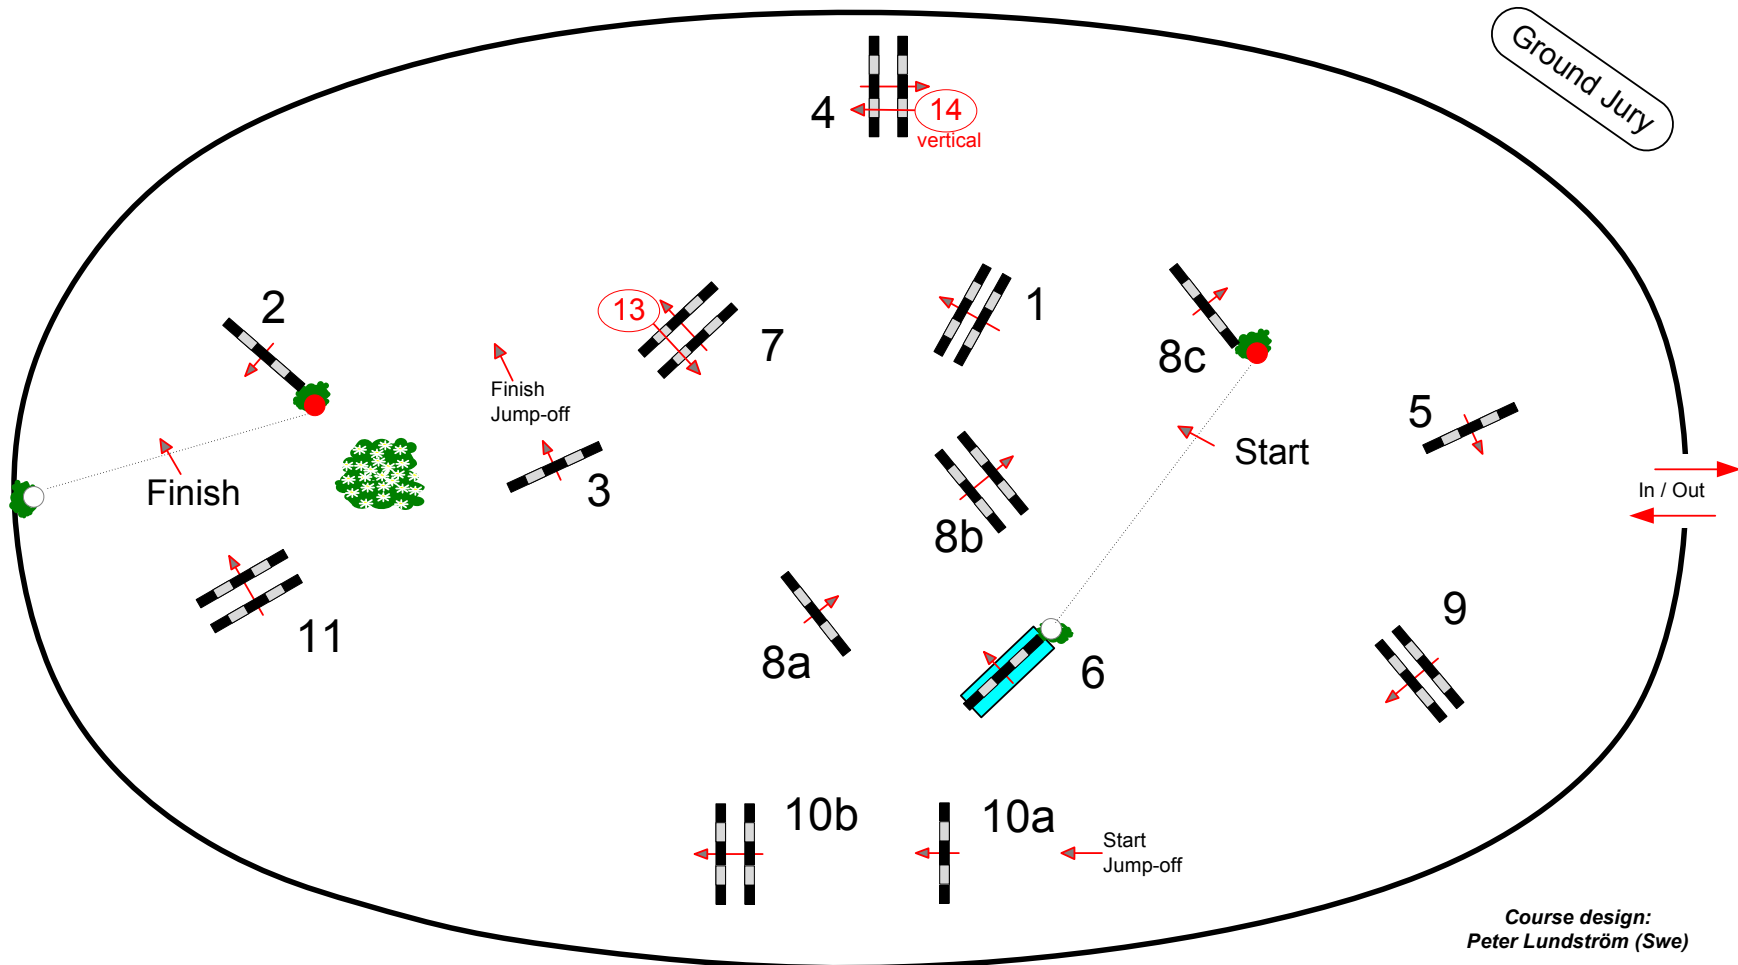 Ground Jury
4
14
vertical
2
13
7
1
8c
5
Finish
Jump-off
Start
In / Out
Finish
3
8b
11
8a
6
9
10b
10a
Start
Jump-off
Course design:
Peter Lundström (Swe)